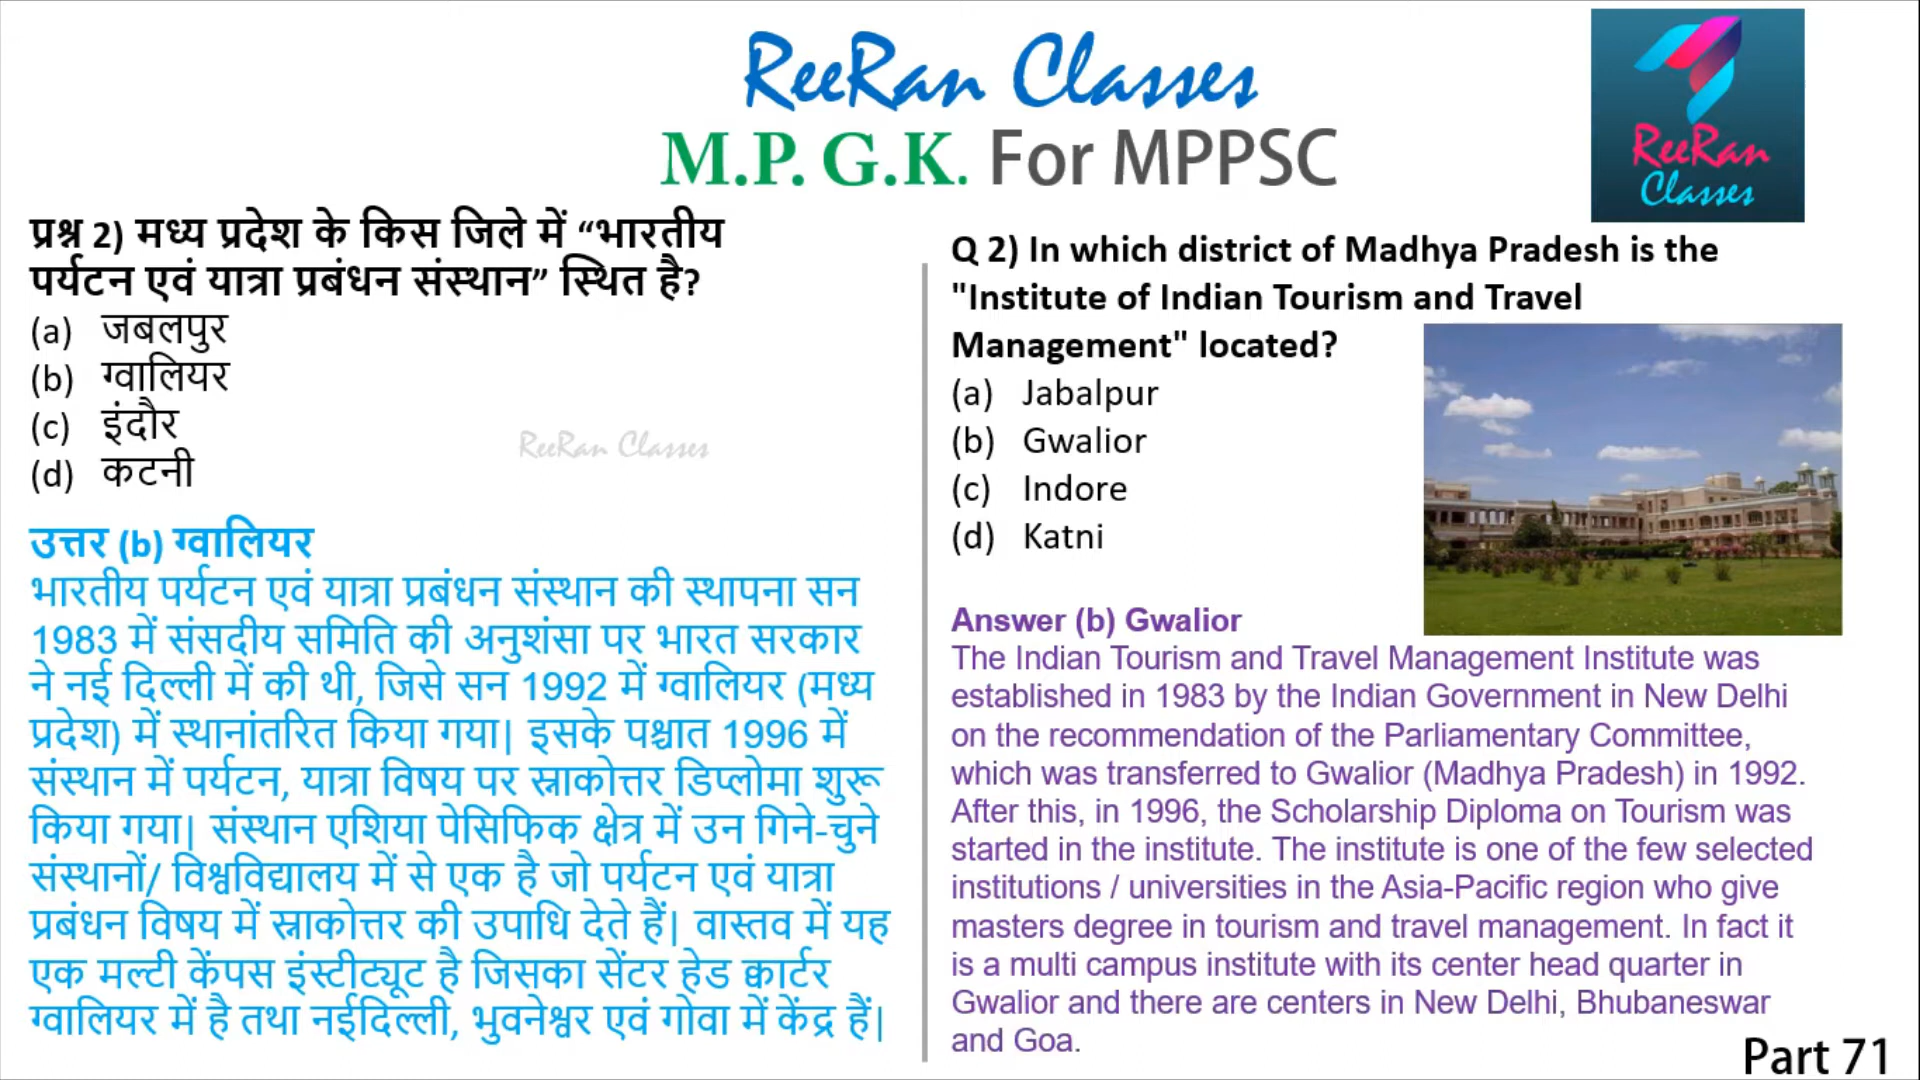 ReeRan Classes
M.P. G.K. For MPPSC
ReeRan
Classes
प्रश्न 2) मध्य प्रदेश के किस जिले में “भारतीय
पर्यटन एवं यात्रा प्रबंधन संस्थान” स्थित है?
(a) जबलपुर
(b) ग्वालियर
(c) इंदौर
(d) कटनी
ReeRan Classes
उत्तर (b) ग्वालियर
भारतीय पर्यटन एवं यात्रा प्रबंधन संस्थान की स्थापना सन
1983 में संसदीय समिति की अनुशंसा पर भारत सरकार
ने नई दिल्ली में की थी, जिसे सन 1992 में ग्वालियर (मध्य
प्रदेश) में स्थानांतरित किया गया| इसके पश्चात 1996 में
संस्थान में पर्यटन, यात्रा विषय पर स्नाकोत्तर डिप्लोमा शुरू
किया गया| संस्थान एशिया पेसिफिक क्षेत्र में उन गिने-चुने
संस्थानों/ विश्वविद्यालय में से एक है जो पर्यटन एवं यात्रा
प्रबंधन विषय में स्नाकोत्तर की उपाधि देते हैं| वास्तव में यह
एक मल्टी केंपस इंस्टीट्यूट है जिसका सेंटर हेड क्वार्टर
ग्वालियर में है तथा नईदिल्ली, भुवनेश्वर एवं गोवा में केंद्र हैं|
Q 2) In which district of Madhya Pradesh is the
"Institute of Indian Tourism and Travel
Management" located?
(a) Jabalpur
(b) Gwalior
(c) Indore
(d) Katni
Answer (b) Gwalior
The Indian Tourism and Travel Management Institute was
established in 1983 by the Indian Government in New Delhi
on the recommendation of the Parliamentary Committee,
which was transferred to Gwalior (Madhya Pradesh) in 1992.
After this, in 1996, the Scholarship Diploma on Tourism was
started in the institute. The institute is one of the few selected
institutions / universities in the Asia-Pacific region who give
masters degree in tourism and travel management. In fact it
is a multi campus institute with its center head quarter in
Gwalior and there are centers in New Delhi, Bhubaneswar
and Goa.
Part 71